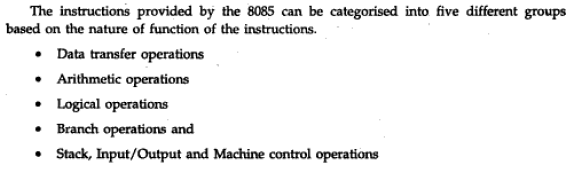 The instructions provided by the 8085 can be categorised into five different groups
based on the nature of function of the instructions.
• Data transfer operations
• Arithmetic operations
• Logical operations
• Branch operations and
• Stack, Input/Output and Machine control operations